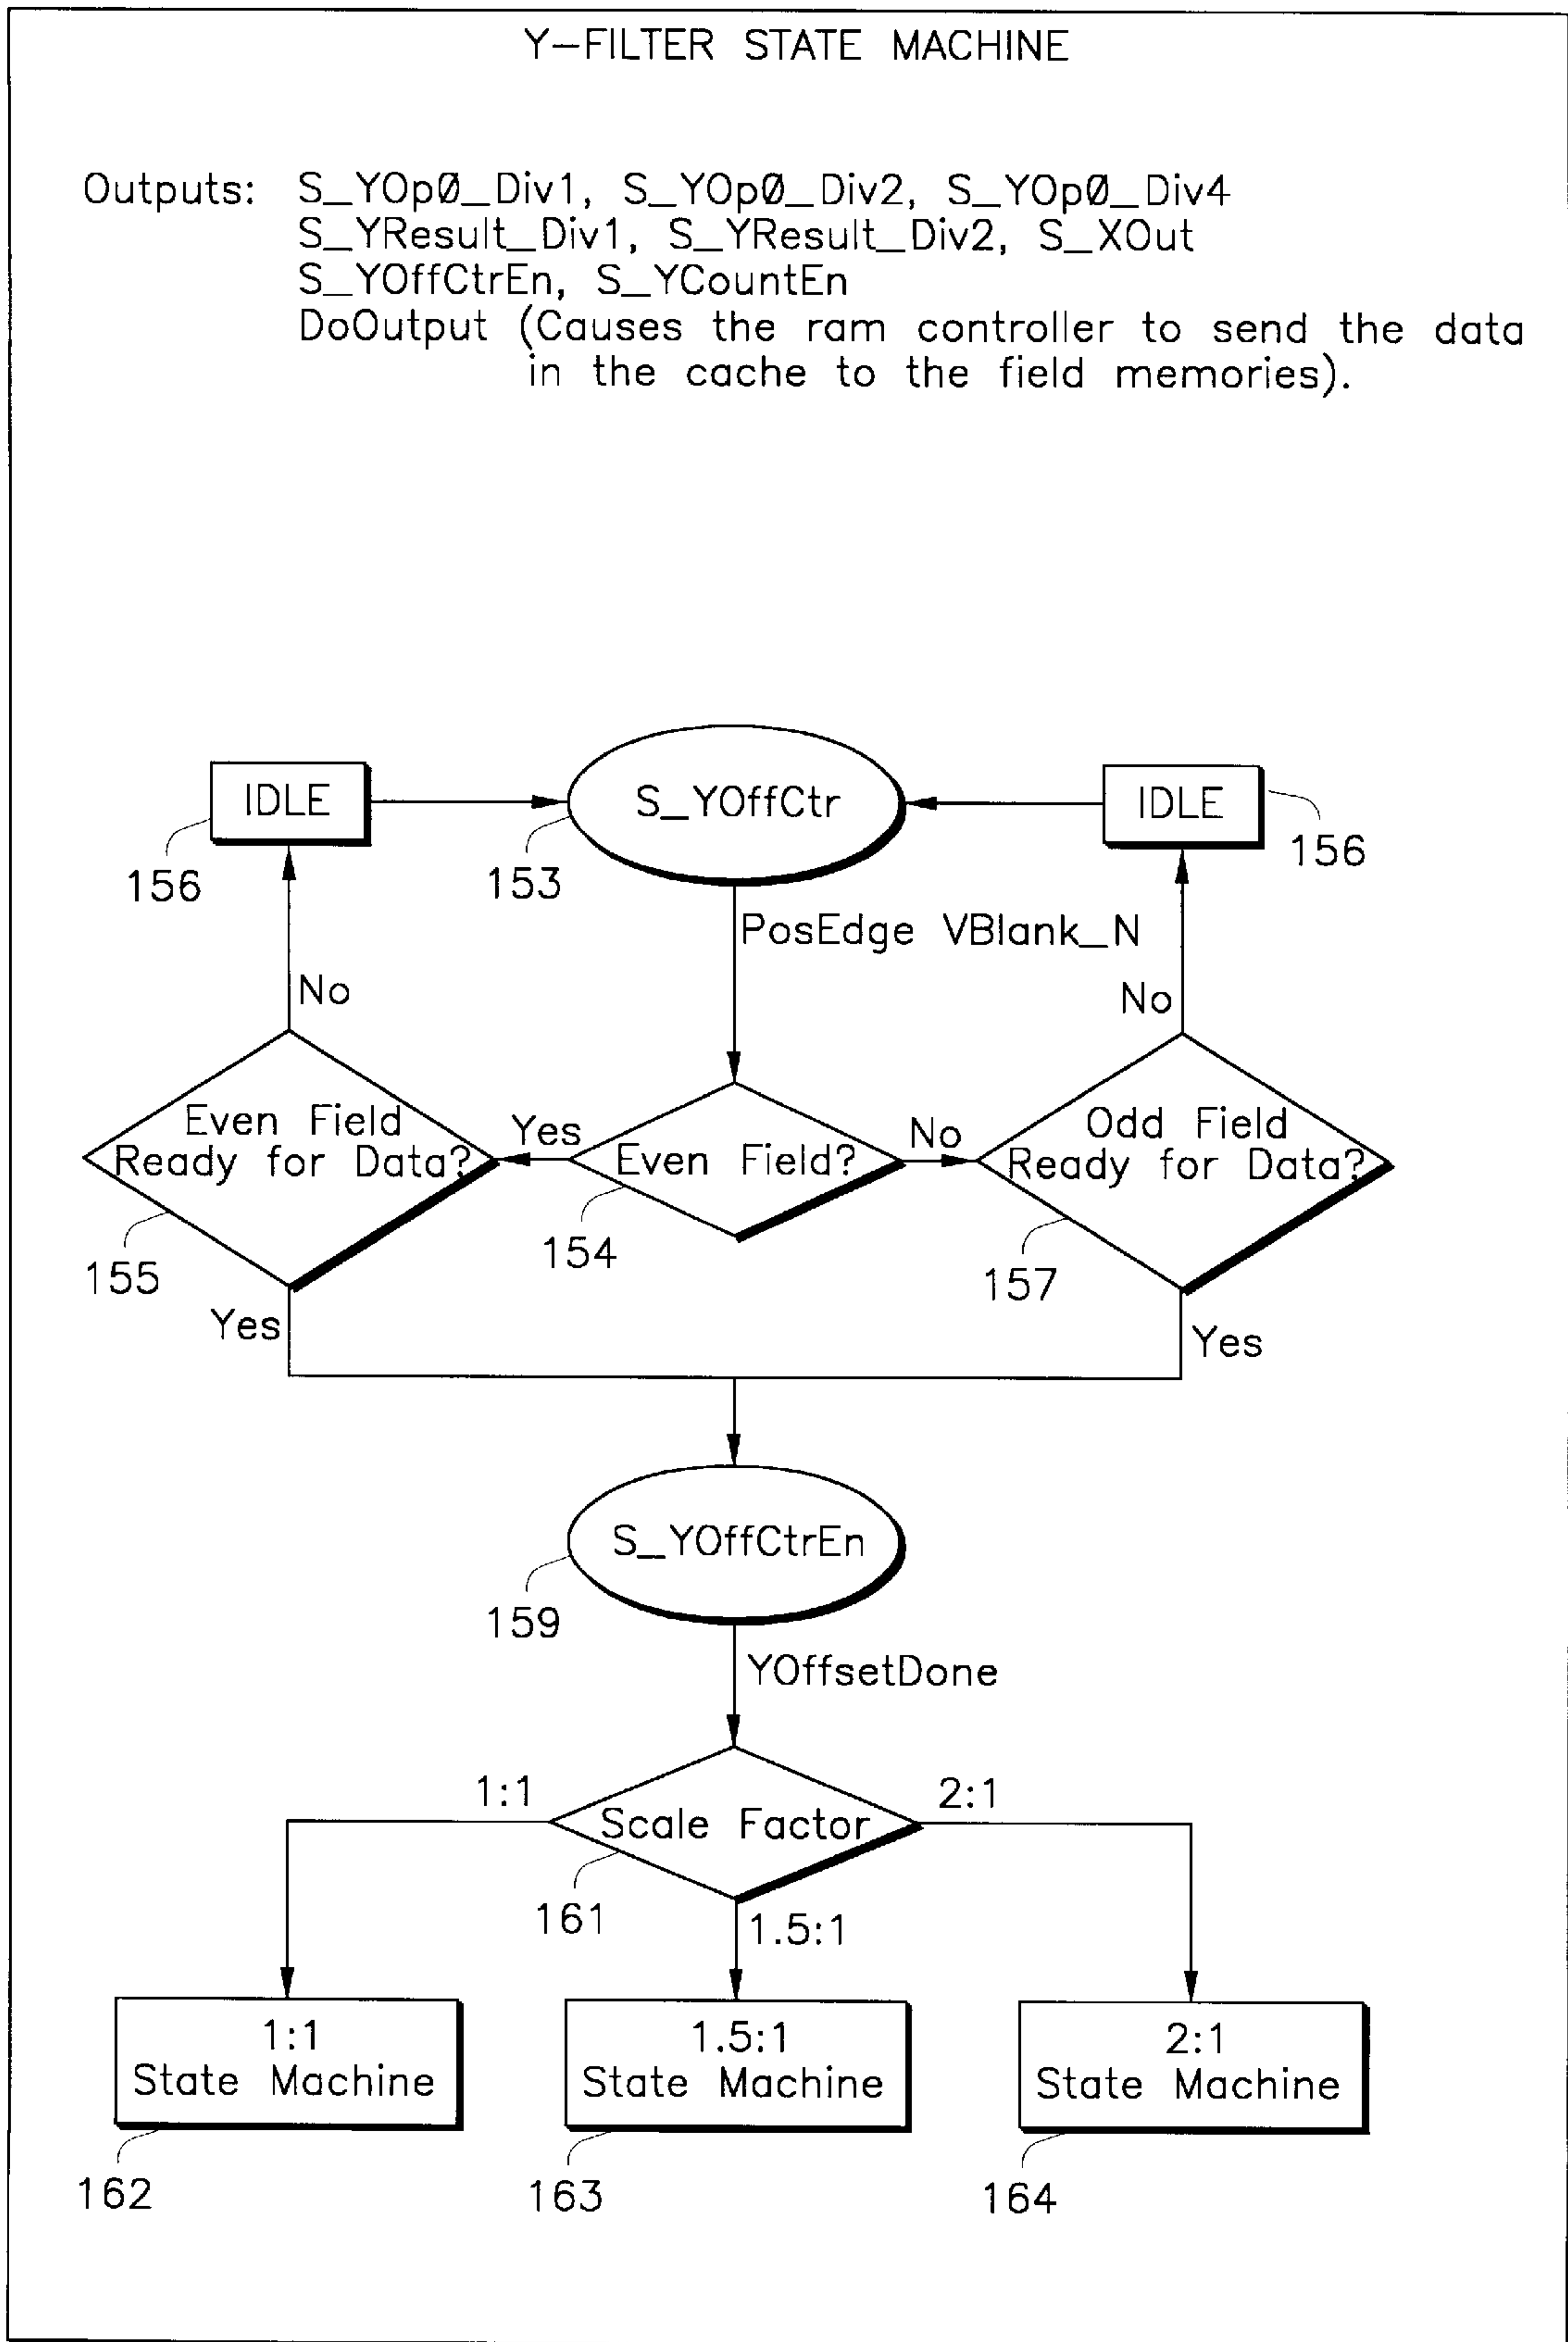 Y-FILTER STATE MACHINE
Outputs: S_YOpØ_Div1, S_YOpØ_Div2, S_YOpØ_Div4
S_YResult_Div1, S_YResult_Div2, S_XOut
S_YOffCtrEn, S_YCountEn
DoOutput (Causes the ram controller to send the data
in the cache to the field memories).
IDLE
S_YOffCtr
IDLE
156
153
156
PosEdge VBlank_N
No
No
Even Field
Ready for Data?
Yes
Even Field?
No
Odd Field
Ready for Data?
155
154
157
Yes
Yes
S_YOffCtrEn
159
YOffsetDone
1:1
Scale Factor
2:1
161
1.5:1
1:1
State Machine
1.5:1
State Machine
2:1
State Machine
162
163
164